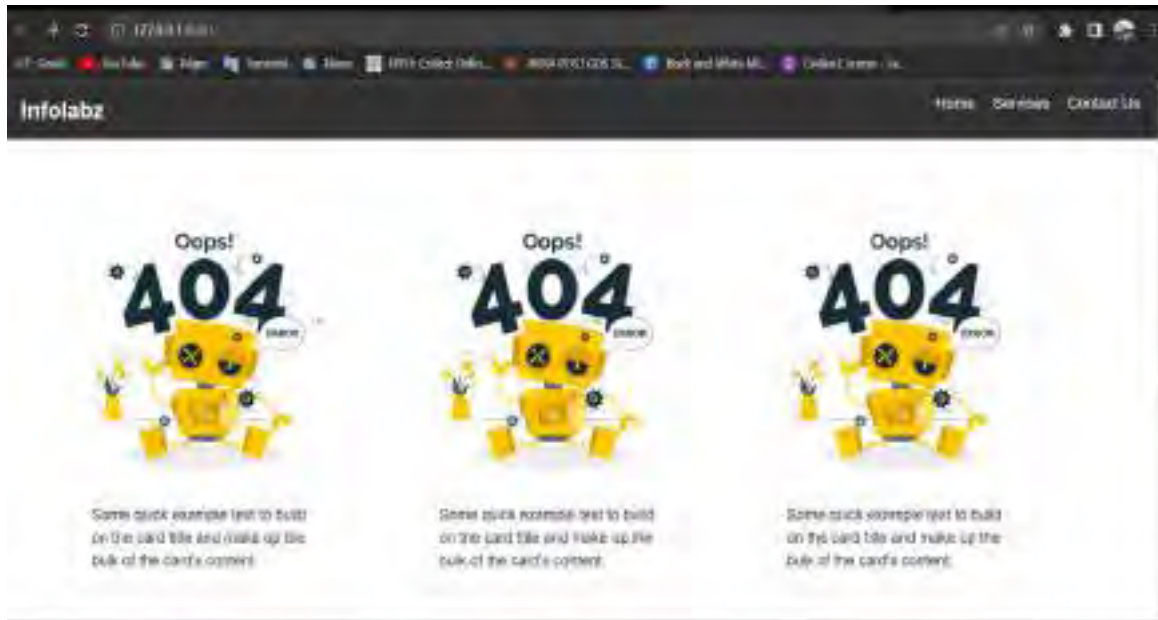 YouTube
Infolabz
Home Services Contact Us
Oops! Oops! Oops!
404 404 404
ERROR ERROR ERROR
Some quick example text to build
on the card title and make up the
bulk of the card's content.
Some quick example text to build
on the card title and make up the
bulk of the card's content.
Some quick example text to build
on the card title and make up the
bulk of the card's content.